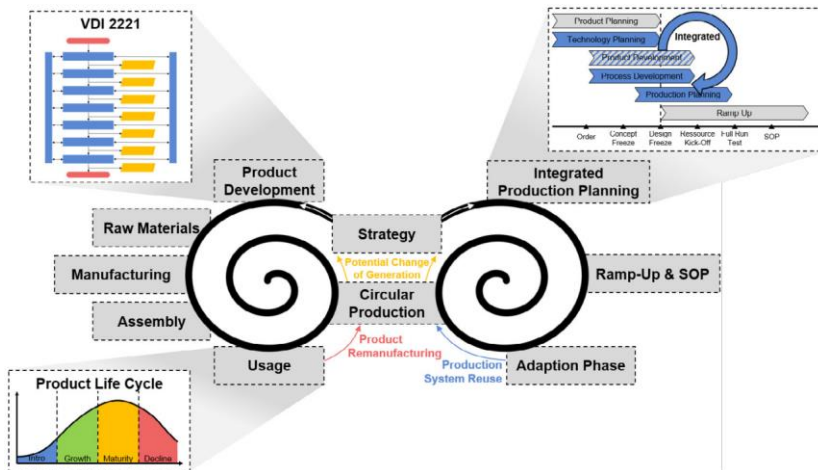 VDI 2221
Product Planning
Technology Planning
Integrated
Product Development
Process Development
Production Planning
Ramp Up
Order
Concept
Freeze
Design
Freeze
Ressource
Kick-Off
Full Run
Test
SOP
Product
Development
Integrated
Production Planning
Raw Materials
Strategy
Potential Change
of Generation
Manufacturing
Circular
Production
Ramp-Up & SOP
Assembly
Product
Remanufacturing
Usage
Production
System Reuse
Adaption Phase
Product Life Cycle
Intro
Growth
Maturity
Decline